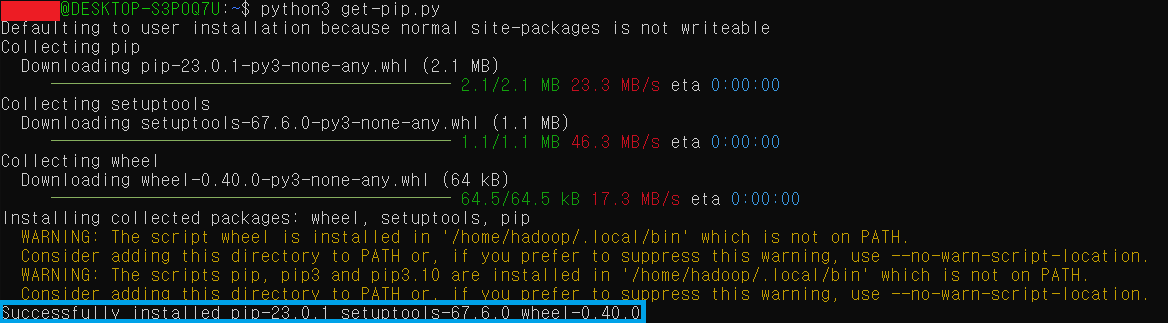 @DESKTOP-S3POQ7U:~$ python3 get-pip.py
Defaulting to user installation because normal site-packages is not writeable
Collecting pip
Downloading pip-23.0.1-py3-none-any.whl (2.1 MB)
2.1/2.1 MB 23.3 MB/s eta 0:00:00
Collecting setuptools
Downloading setuptools-67.6.0-py3-none-any.whl (1.1 MB)
1.1/1.1 MB 46.3 MB/s eta 0:00:00
Collecting wheel
Downloading wheel-0.40.0-py3-none-any.whl (64 kB)
64.5/64.5 kB 17.3 MB/s eta 0:00:00
Installing collected packages: wheel, setuptools, pip
WARNING: The script wheel is installed in '/home/hadoop/.local/bin' which is not on PATH.
Consider adding this directory to PATH or, if you prefer to suppress this warning, use --no-warn-script-location.
WARNING: The scripts pip, pip3 and pip3.10 are installed in '/home/hadoop/.local/bin' which is not on PATH.
Consider adding this directory to PATH or, if you prefer to suppress this warning, use --no-warn-script-location.
Successfully installed pip-23.0.1 setuptools-67.6.0 wheel-0.40.0